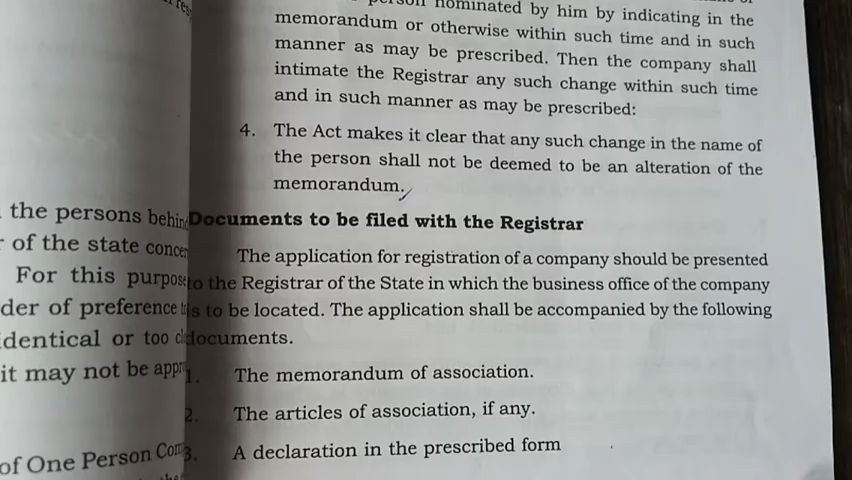 nominated by him by indicating in the
memorandum or otherwise within such time and in such
manner as may be prescribed. Then the company shall
intimate the Registrar any such change within such time
and in such manner as may be prescribed:
4. The Act makes it clear that any such change in the name of
the person shall not be deemed to be an alteration of the
memorandum.
Documents to be filed with the Registrar
The application for registration of a company should be presented
to the Registrar of the State in which the business office of the company
is to be located. The application shall be accompanied by the following
documents.
1. The memorandum of association.
2. The articles of association, if any.
3. A declaration in the prescribed form
the persons behind
of the state
For this purpose
of preference
identical or too
it may not be
of One Person